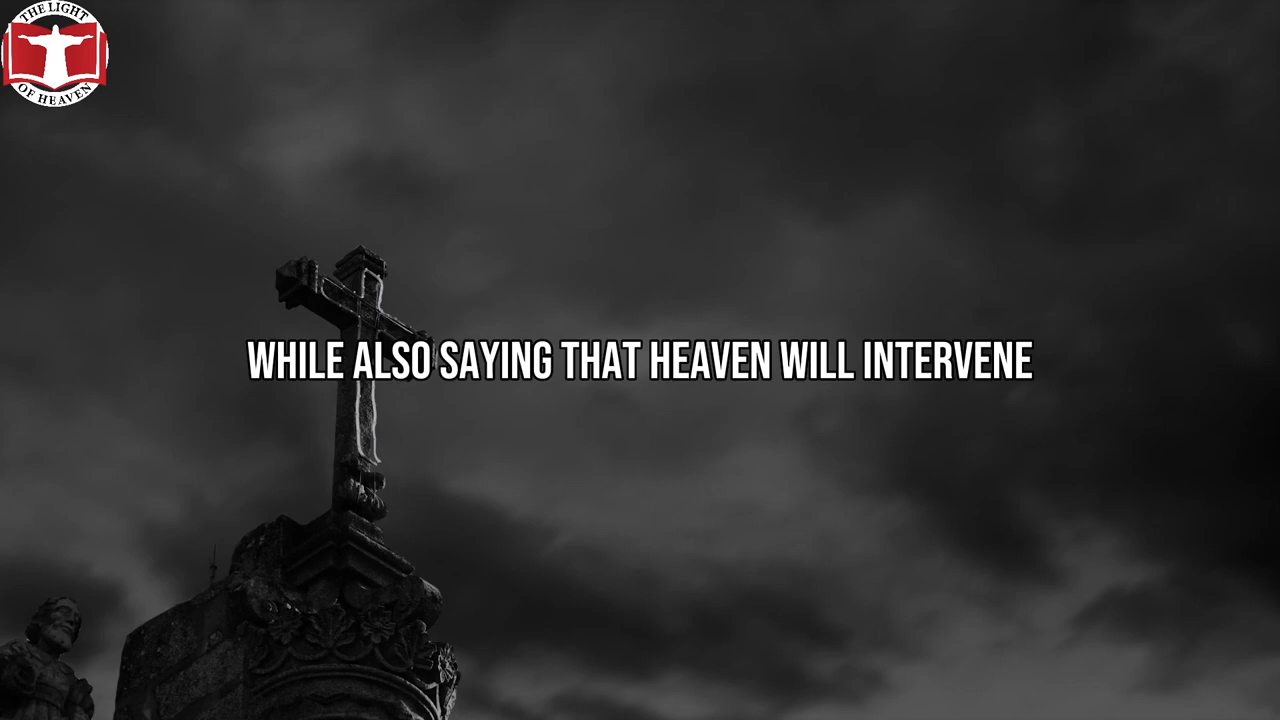 THE LIGHT
OF HEAVEN
WHILE ALSO SAYING THAT HEAVEN WILL INTERVENE